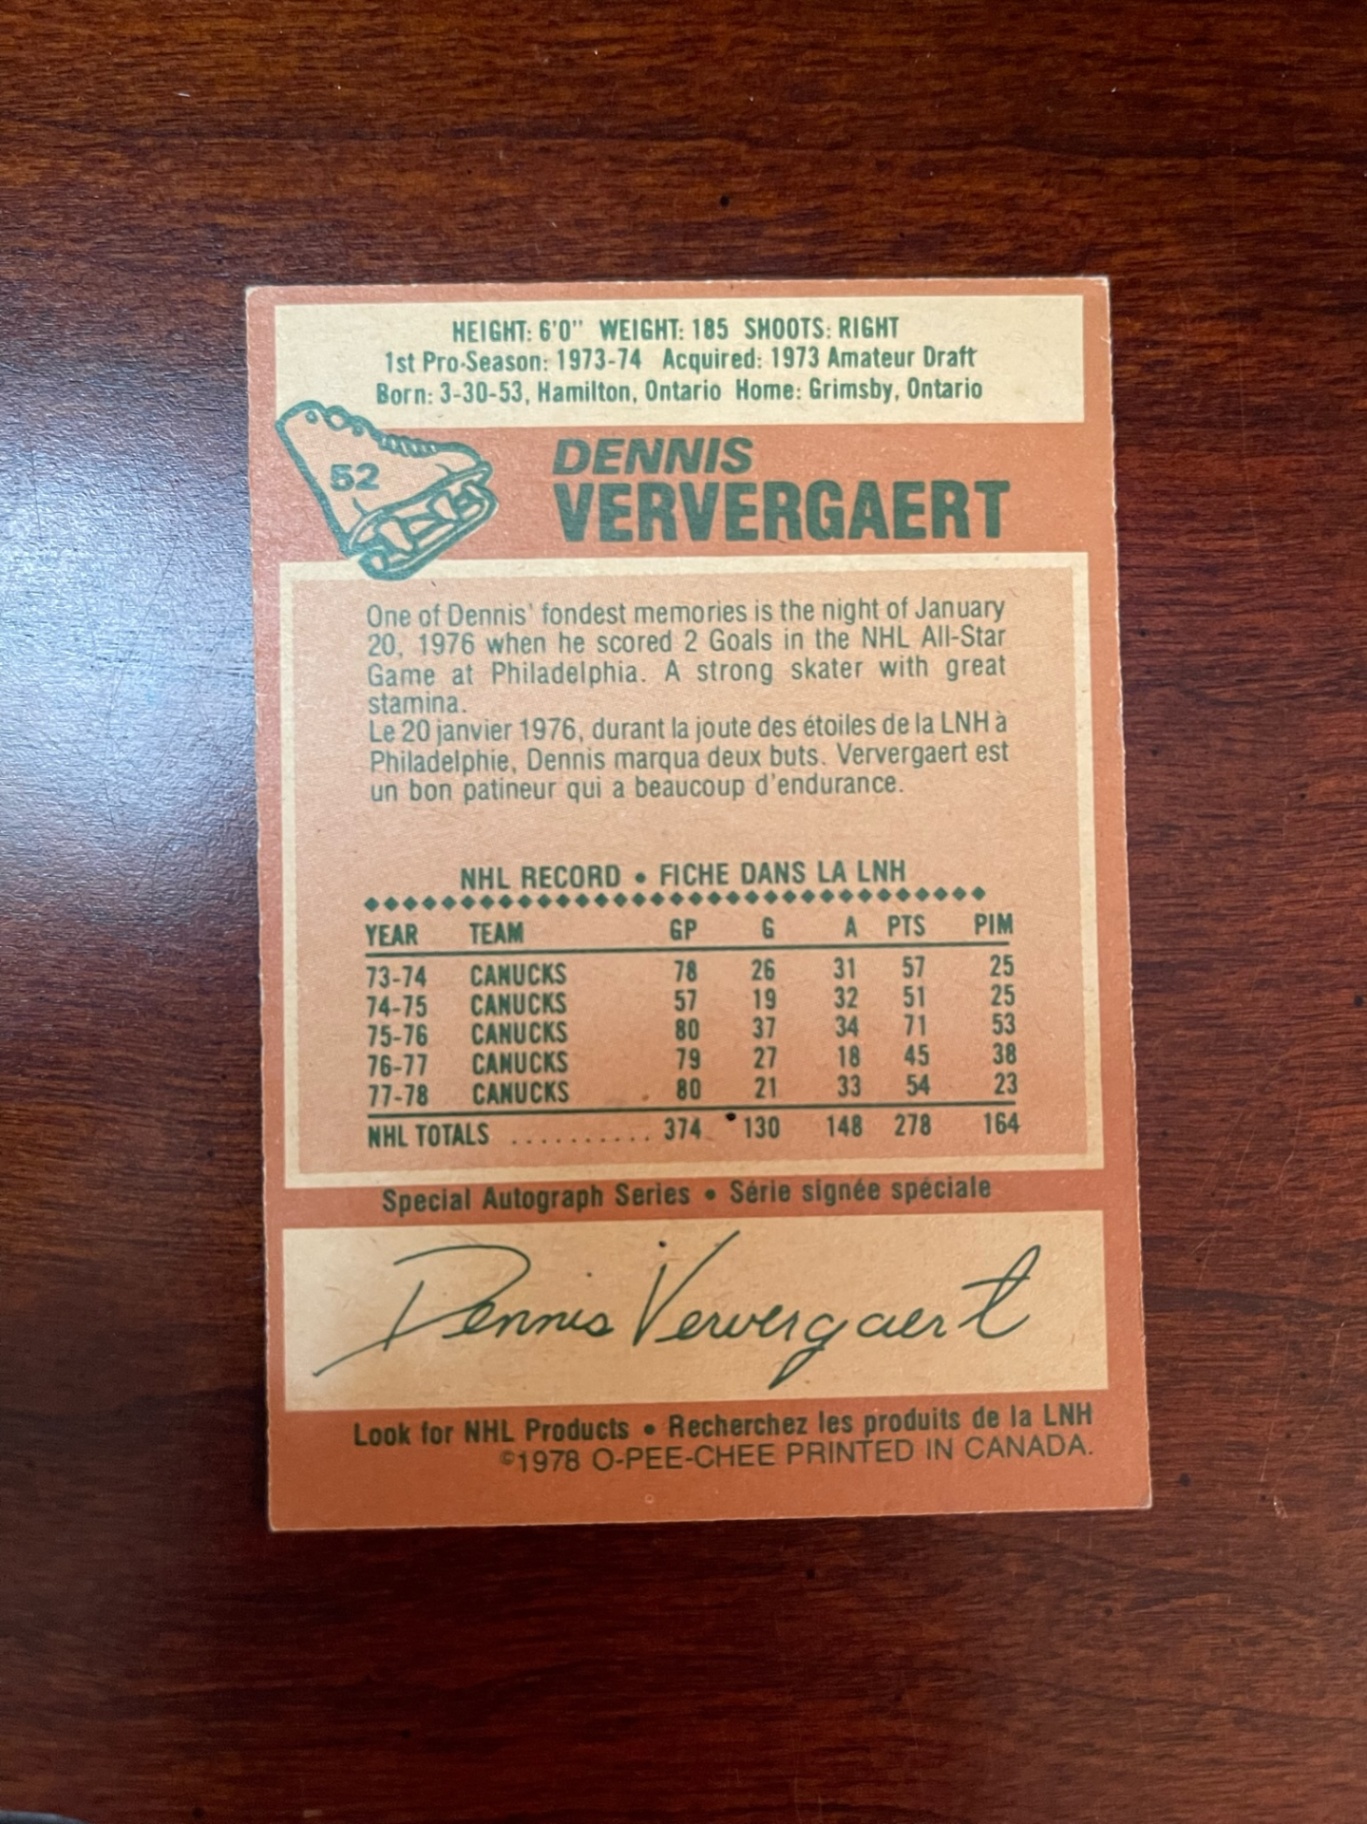 HEIGHT: 6'0" WEIGHT: 185 SHOOTS: RIGHT
1st Pro-Season: 1973-74 Acquired: 1973 Amateur Draft
Born: 3-30-53, Hamilton, Ontario Home: Grimsby, Ontario
52
DENNIS
VERVERGAERT
One of Dennis' fondest memories is the night of January
20, 1976 when he scored 2 Goals in the NHL All-Star
Game at Philadelphia. A strong skater with great
stamina.
Le 20 janvier 1976, durant la joute des étoiles de la LNH à
Philadelphie, Dennis marqua deux buts. Ververgaert est
un bon patineur qui a beaucoup d'endurance.
NHL RECORD • FICHE DANS LA LNH
YEAR TEAM GP G A PTS PIM
73-74 CANUCKS 78 26 31 57 25
74-75 CANUCKS 57 19 32 51 25
75-76 CANUCKS 80 37 34 71 53
76-77 CANUCKS 79 27 18 45 38
77-78 CANUCKS 80 21 33 54 23
NHL TOTALS .......... 374 130 148 278 164
Special Autograph Series • Série signée spéciale
Dennis Ververgaert
Look for NHL Products • Recherchez les produits de la LNH
©1978 O-PEE-CHEE PRINTED IN CANADA.